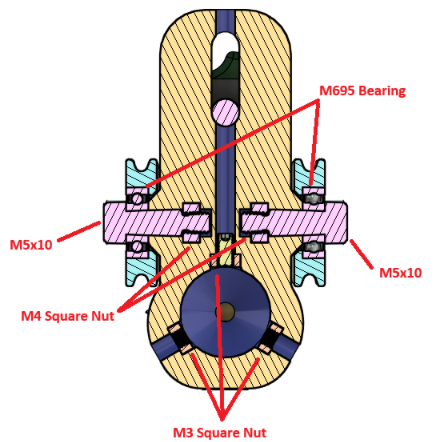 M695 Bearing
M5x10
M5x10
M4 Square Nut
M3 Square Nut